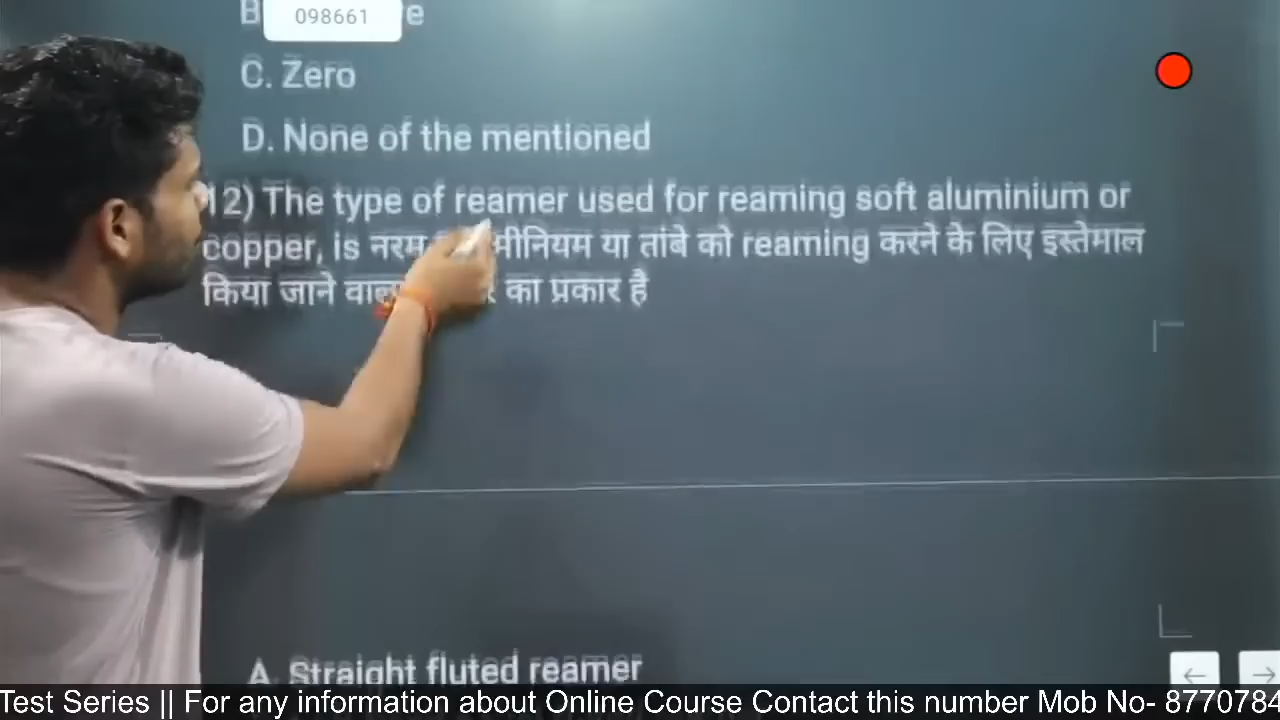 B. e
098661
C. Zero
D. None of the mentioned
12) The type of reamer used for reaming soft aluminium or
copper, is नरम या तांबे को reaming करने के लिए इस्तेमाल
किया जाने का प्रकार है
A. Straight fluted reamer
Test Series || For any information about Online Course Contact this number Mob No- 8770784